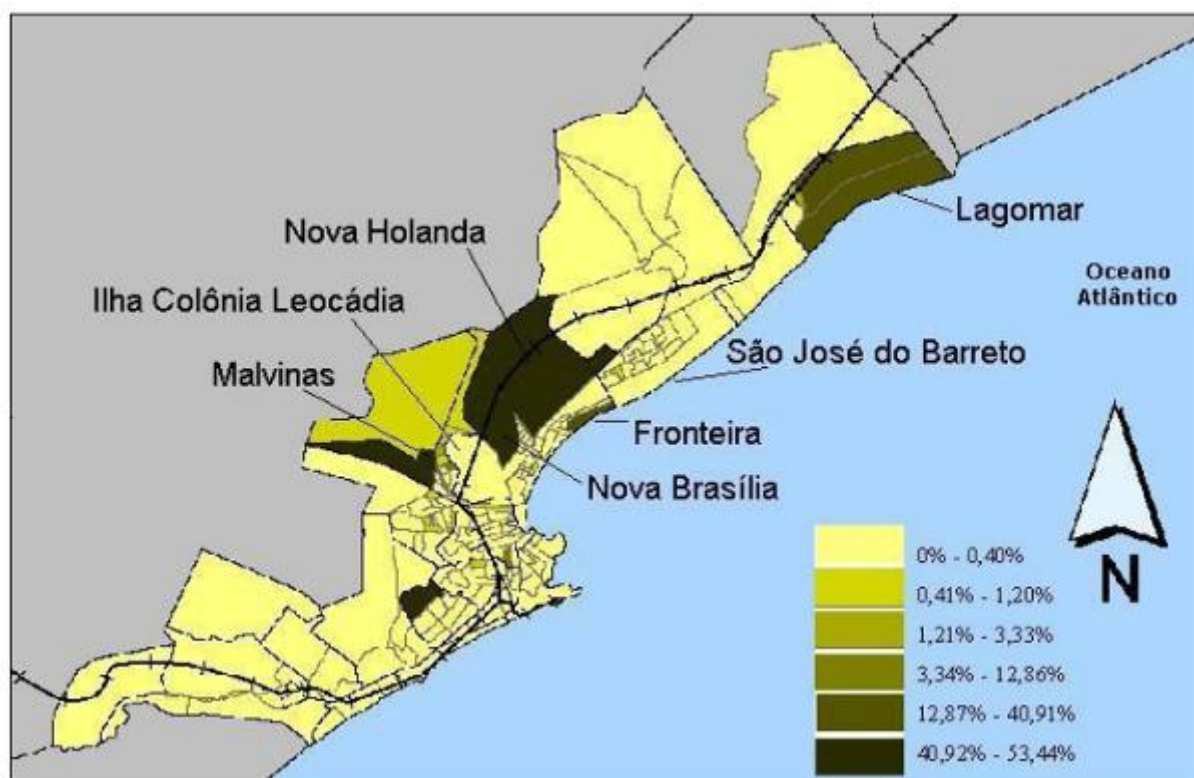 Nova Holanda
Ilha Colônia Leocádia
Malvinas
Lagomar
Oceano
Atlântico
São José do Barreto
Fronteira
Nova Brasília
N
0% - 0,40%
0,41% - 1,20%
1,21% - 3,33%
3,34% - 12,86%
12,87% - 40,91%
40,92% - 53,44%